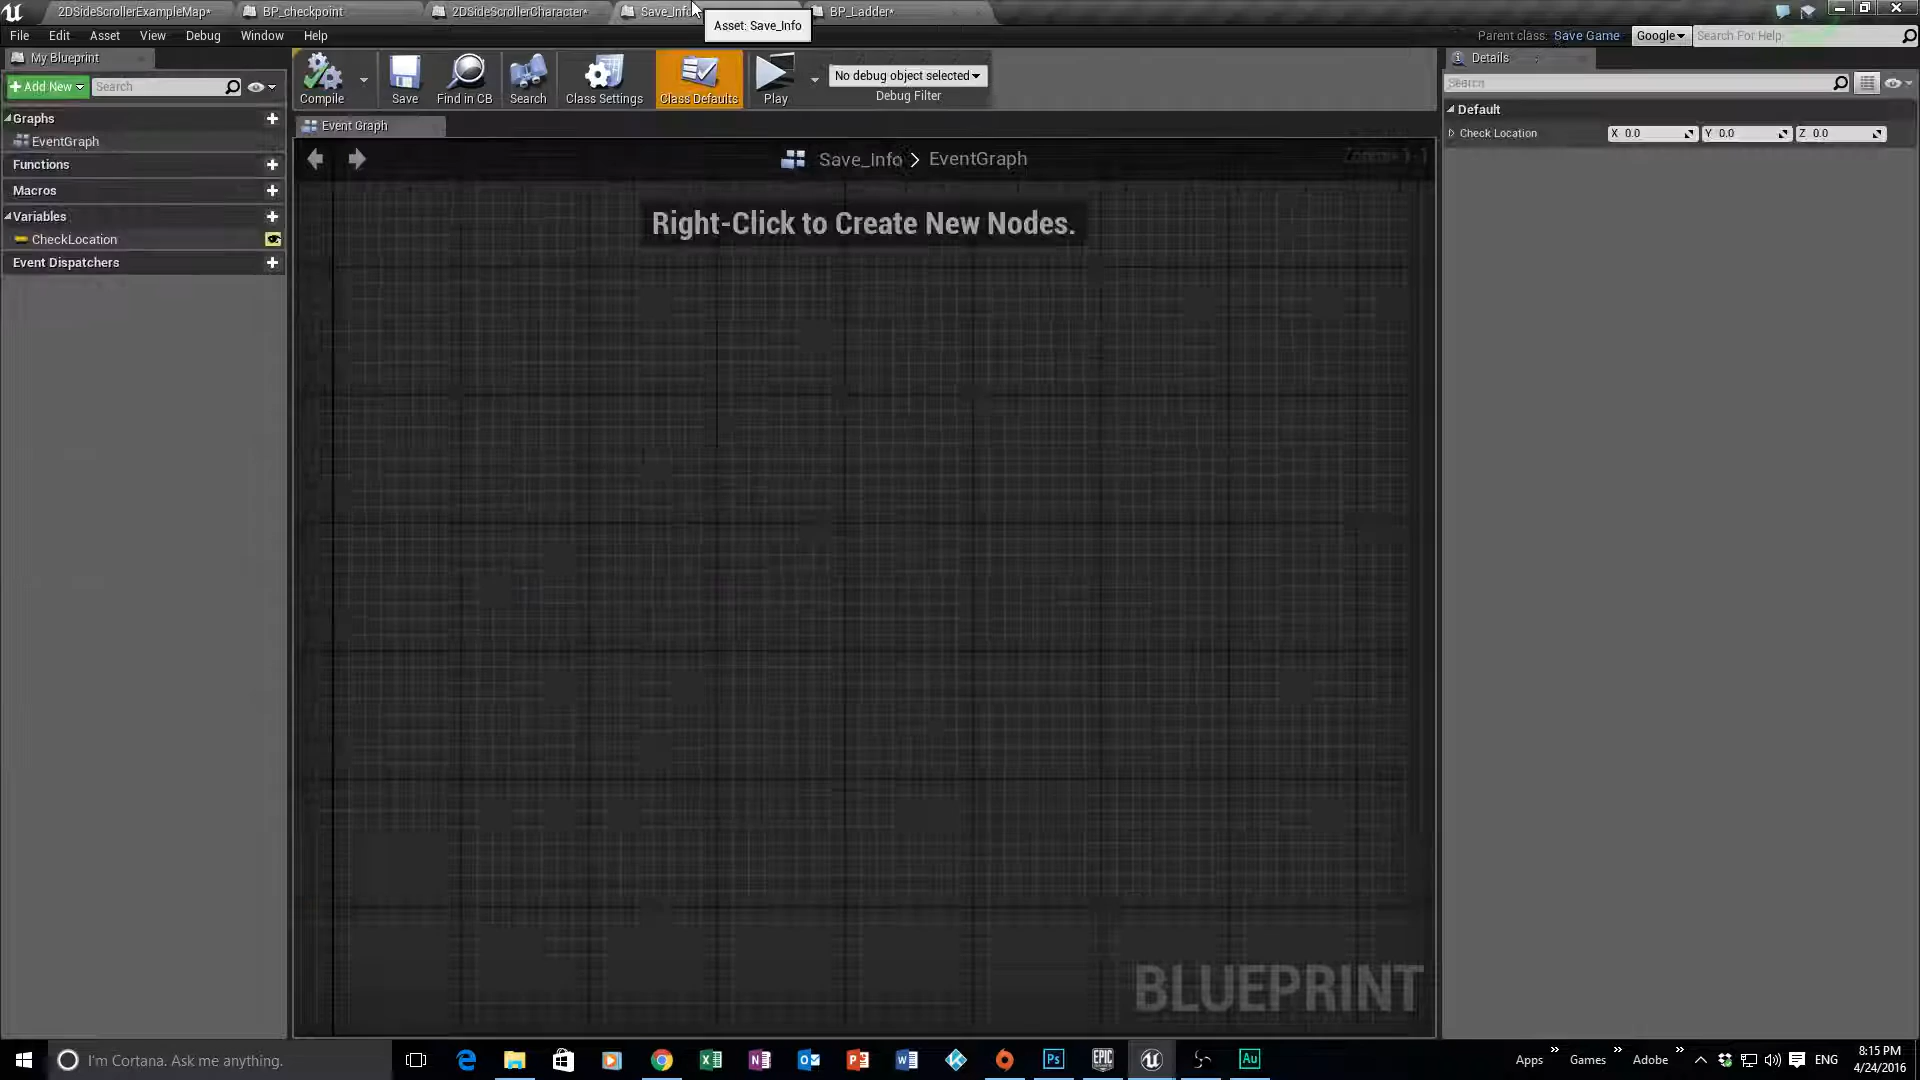 2DSideScrollerExampleMap*
BP_checkpoint
2DSideScrollerCharacter*
Save_Info
BP_Ladder*
Asset: Save_Info
File Edit Asset View Debug Window Help
Parent class: Save Game
Google
Search For Help
My Blueprint
Add New
Search
Compile
Save
Find in CB
Search
Class Settings
Class Defaults
Play
No debug object selected
Debug Filter
Details
Search
Default
Check Location
X 0.0
Y 0.0
Z 0.0
Graphs
EventGraph
Functions
Macros
Variables
CheckLocation
Event Dispatchers
Event Graph
Save_Info > EventGraph
Right-Click to Create New Nodes.
BLUEPRINT
I'm Cortana. Ask me anything.
Apps
Games
Adobe
ENG
8:15 PM
4/24/2016